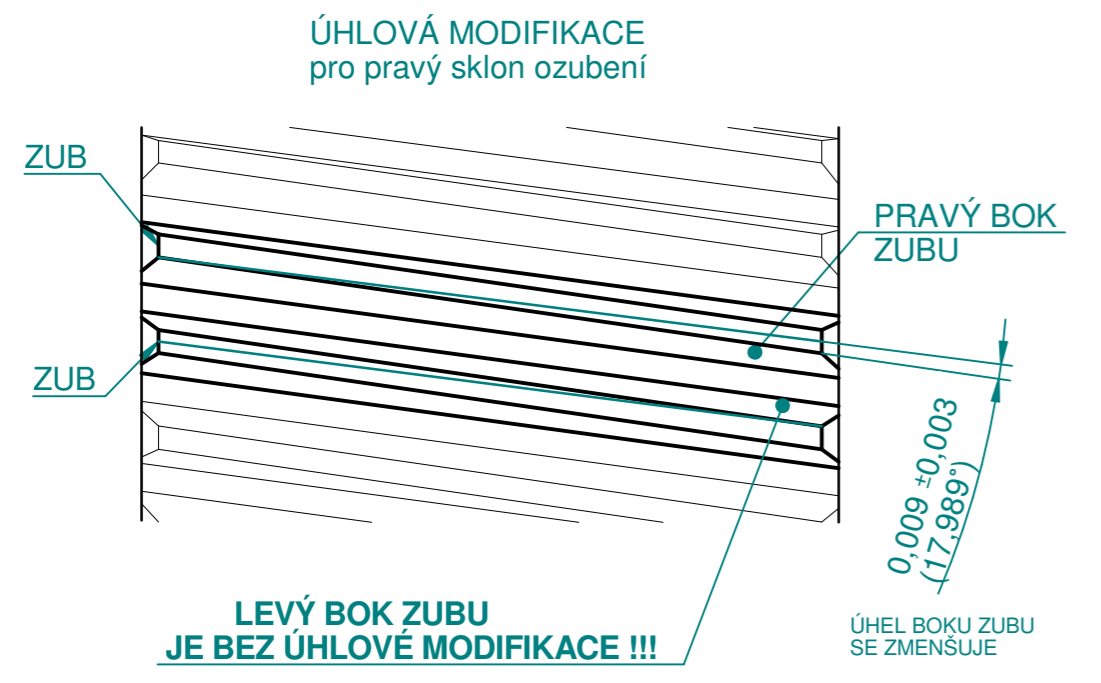 ÚHLOVÁ MODIFIKACE
pro pravý sklon ozubení
ZUB
PRAVÝ BOK
ZUBU
ZUB
0,009 ±0,003
(17,989°)
LEVÝ BOK ZUBU
JE BEZ ÚHLOVÉ MODIFIKACE !!!
ÚHEL BOKU ZUBU
SE ZMENŠUJE